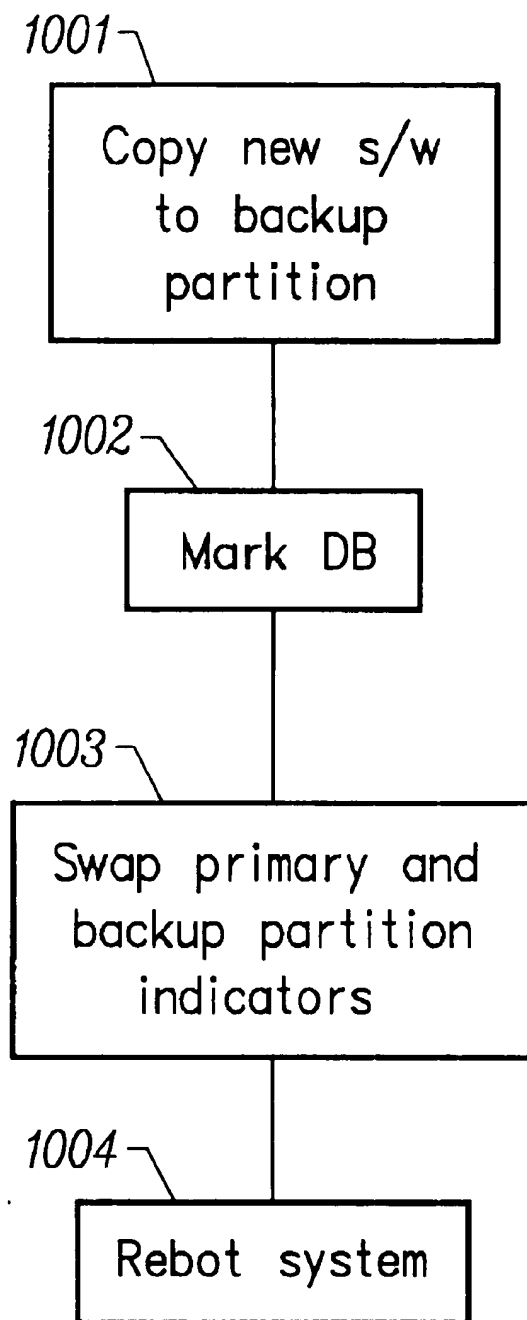 1001
Copy new s/w
to backup
partition
1002
Mark DB
1003
Swap primary and
backup partition
indicators
1004
Rebot system